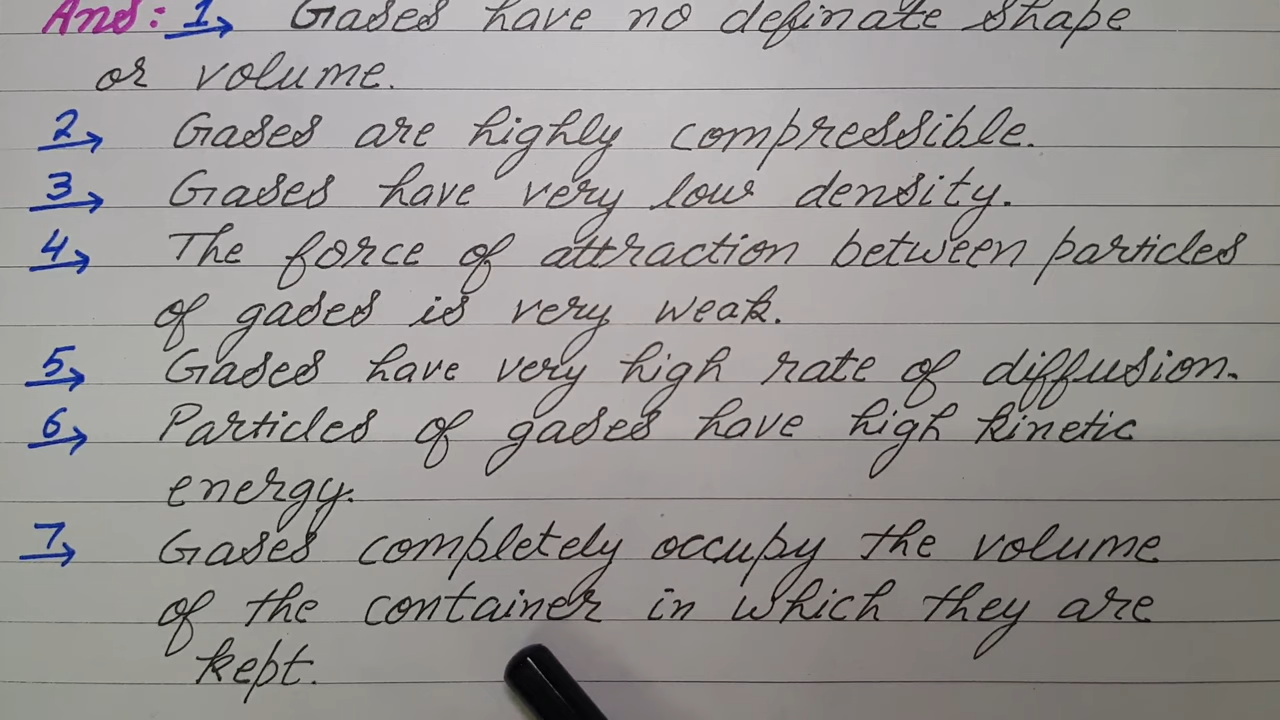 Ans: 1→ Gases have no definate shape
or volume.
2→ Gases are highly compressible.
3→ Gases have very low density.
4→ The force of attraction between particles
of gases is very weak.
5→ Gases have very high rate of diffusion.
6→ Particles of gases have high kinetic
energy.
7→ Gases completely occupy the volume
of the container in which they are
kept.